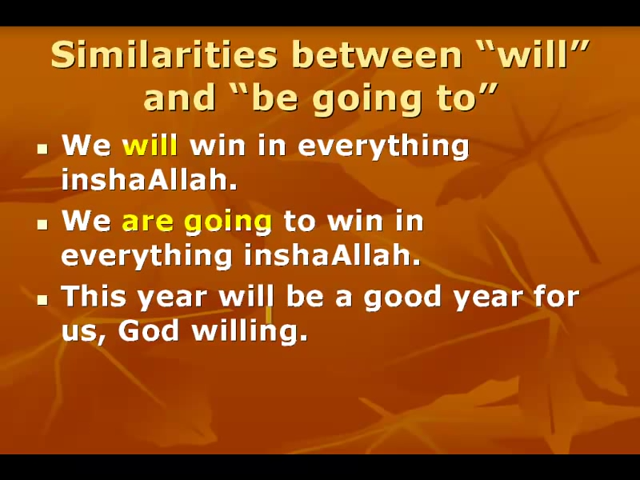 Similarities between “will”
and “be going to”
We will win in everything
inshaAllah.
We are going to win in
everything inshaAllah.
This year will be a good year for
us, God willing.